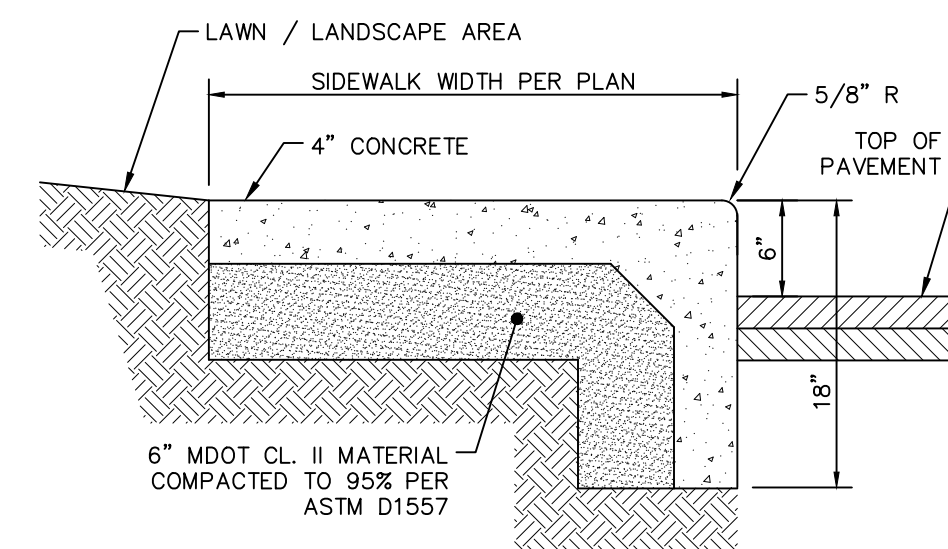 LAWN / LANDSCAPE AREA
SIDEWALK WIDTH PER PLAN
5/8" R
4" CONCRETE
TOP OF
PAVEMENT
6"
18"
6" MDOT CL. II MATERIAL
COMPACTED TO 95% PER
ASTM D1557